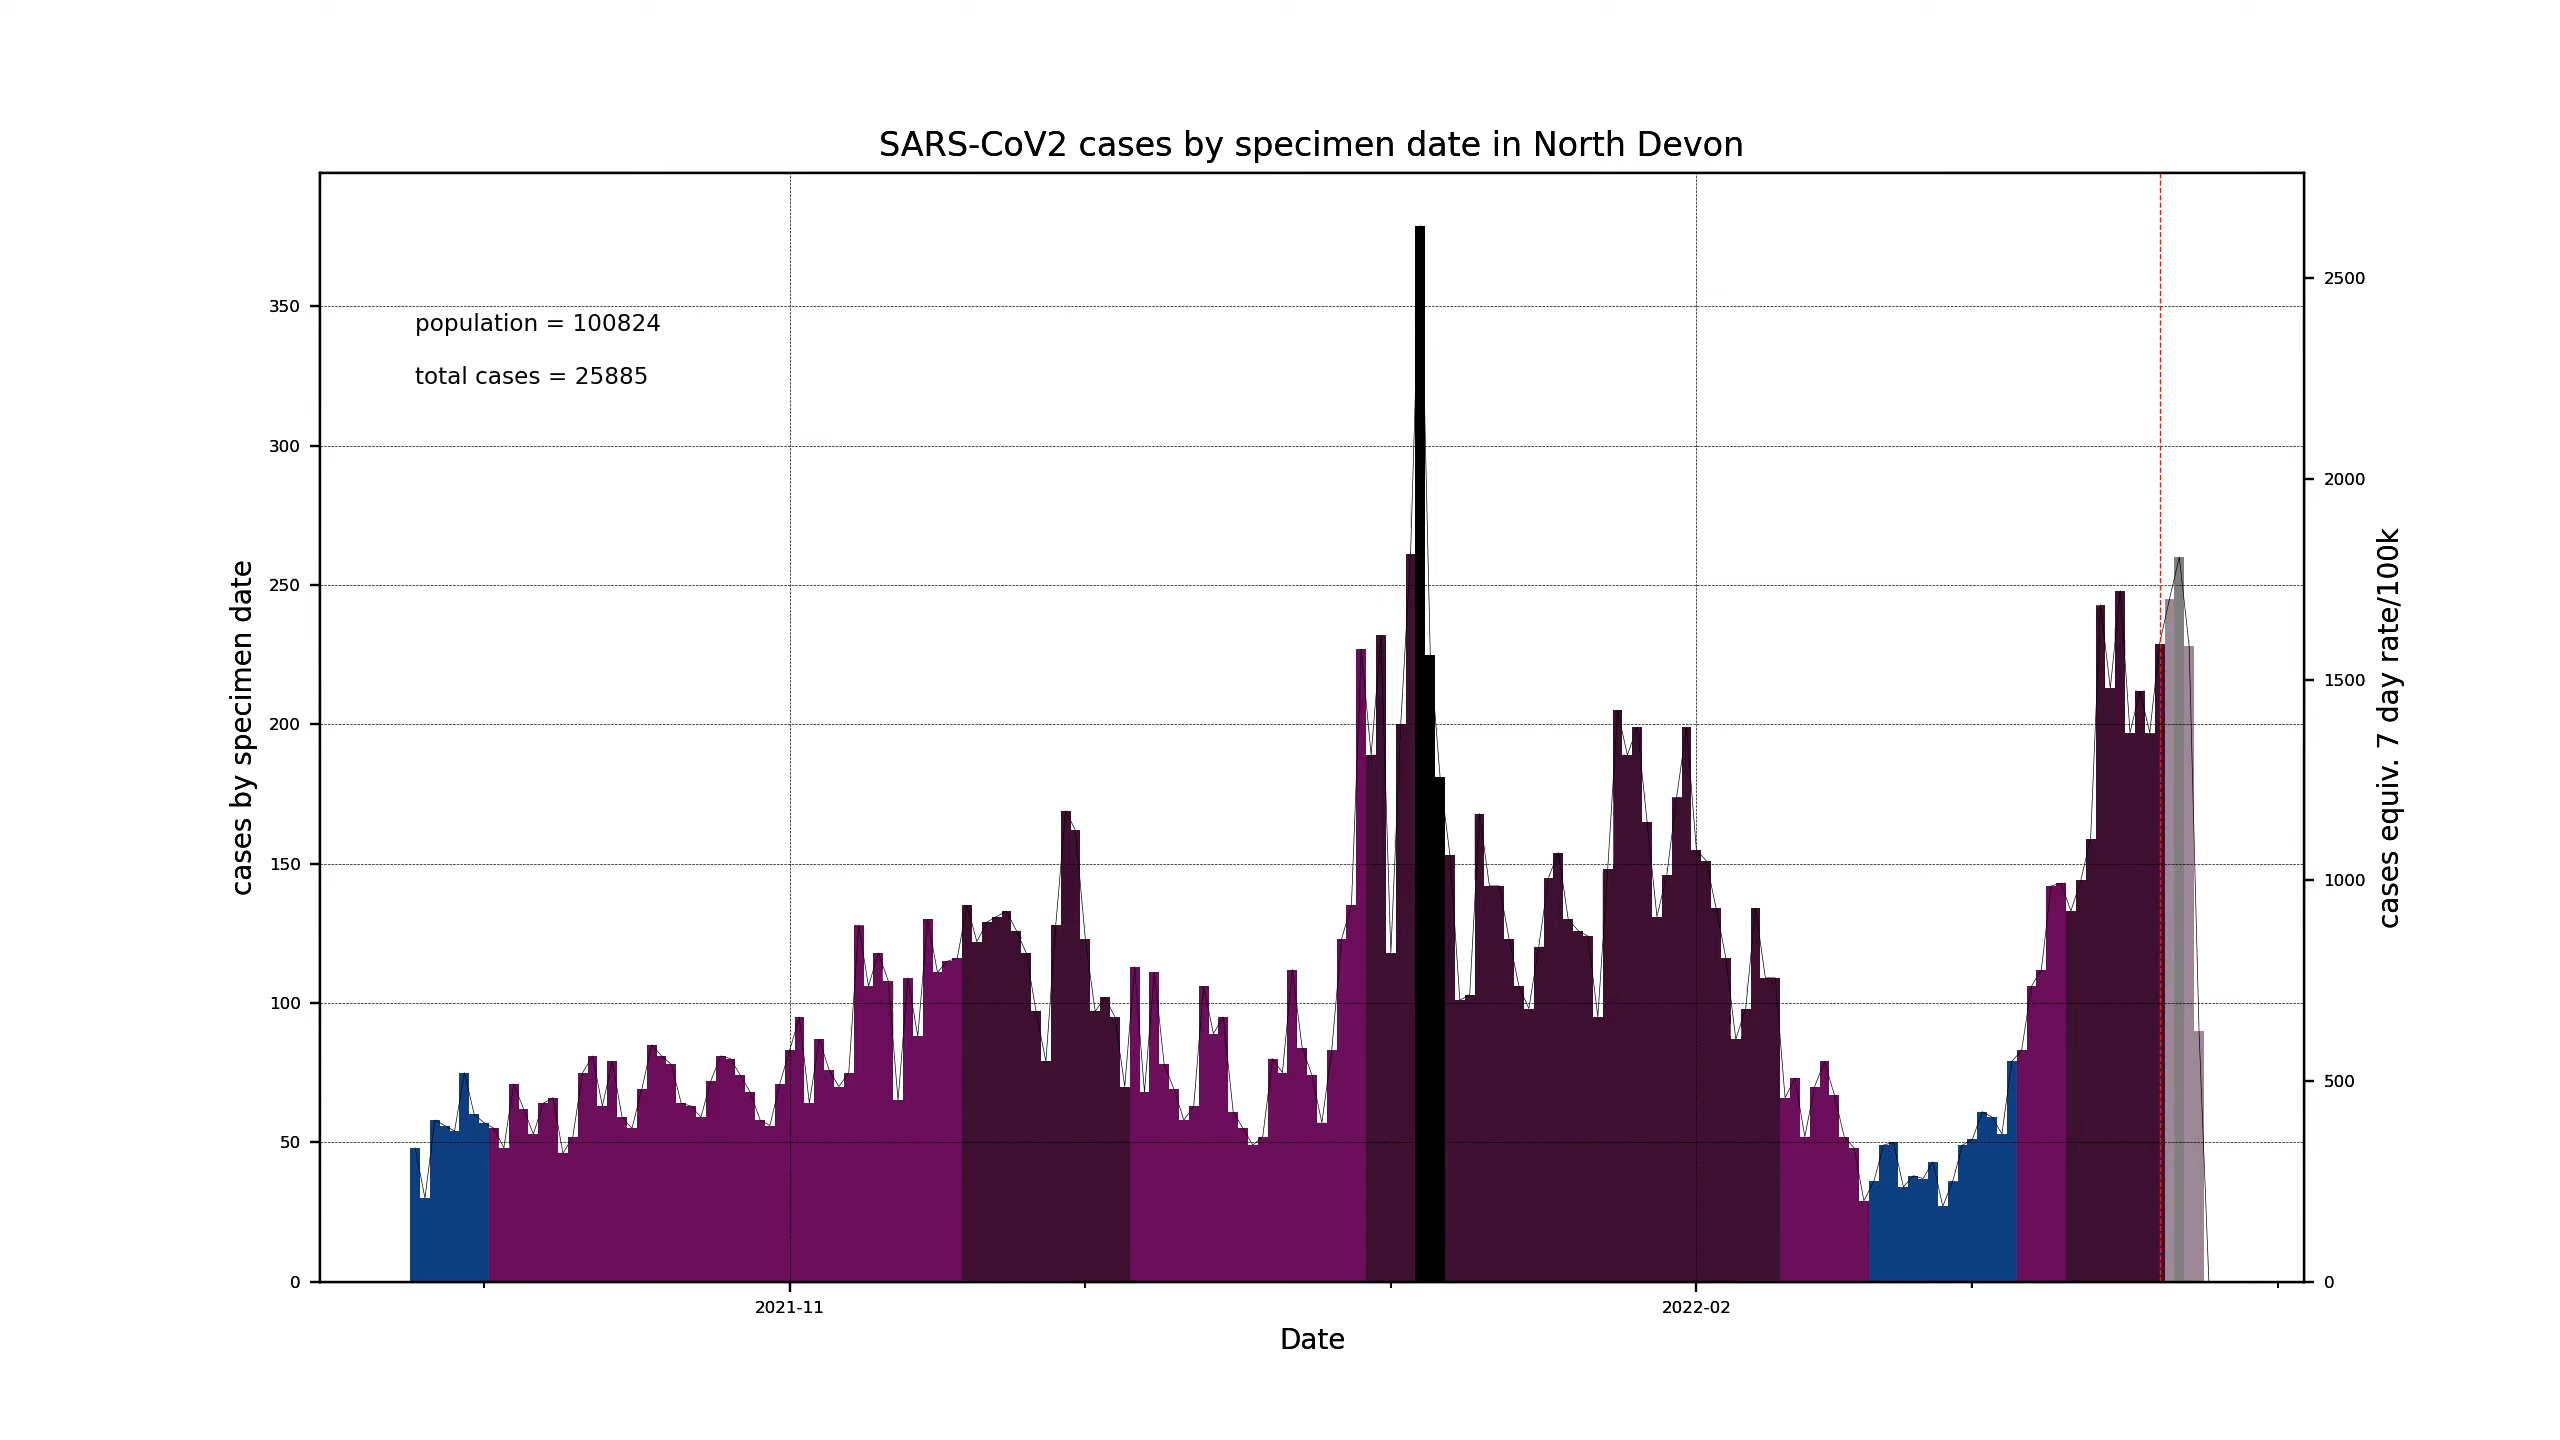 SARS-CoV2 cases by specimen date in North Devon
population = 100824
total cases = 25885
cases by specimen date
350
300
250
200
150
100
50
0
2500
2000
1500
1000
500
0
cases equiv. 7 day rate/100k
2021-11
2022-02
Date